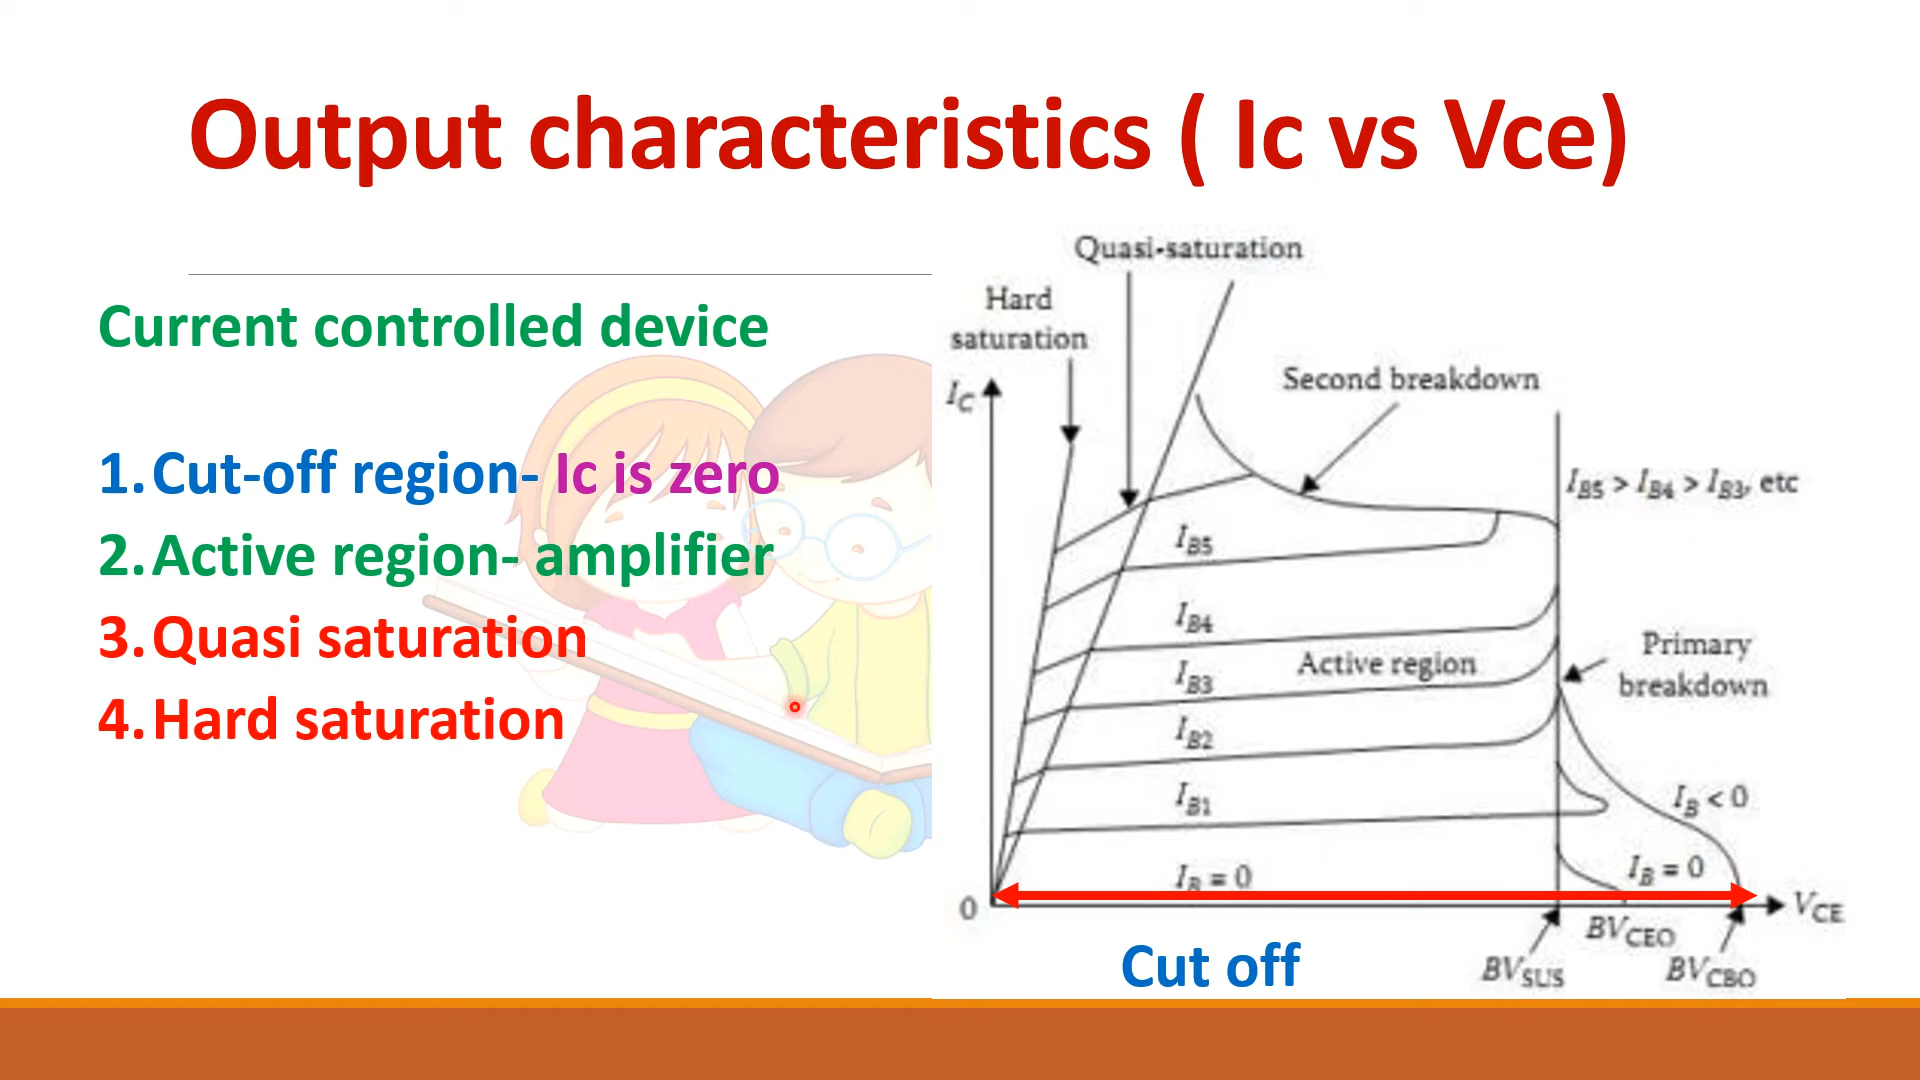 Output characteristics ( Ic vs Vce)
Current controlled device
1. Cut-off region- Ic is zero
2. Active region- amplifier
3. Quasi saturation
4. Hard saturation
Quasi-saturation
Hard
saturation
I_C
Second breakdown
I_B5 > I_B4 > I_B3, etc
I_B5
I_B4
Active region
I_B3
Primary
breakdown
I_B2
I_B1
I_B < 0
I_B = 0
I_B = 0
0
V_CE
BV_CEO
Cut off
BV_SUS
BV_CBO